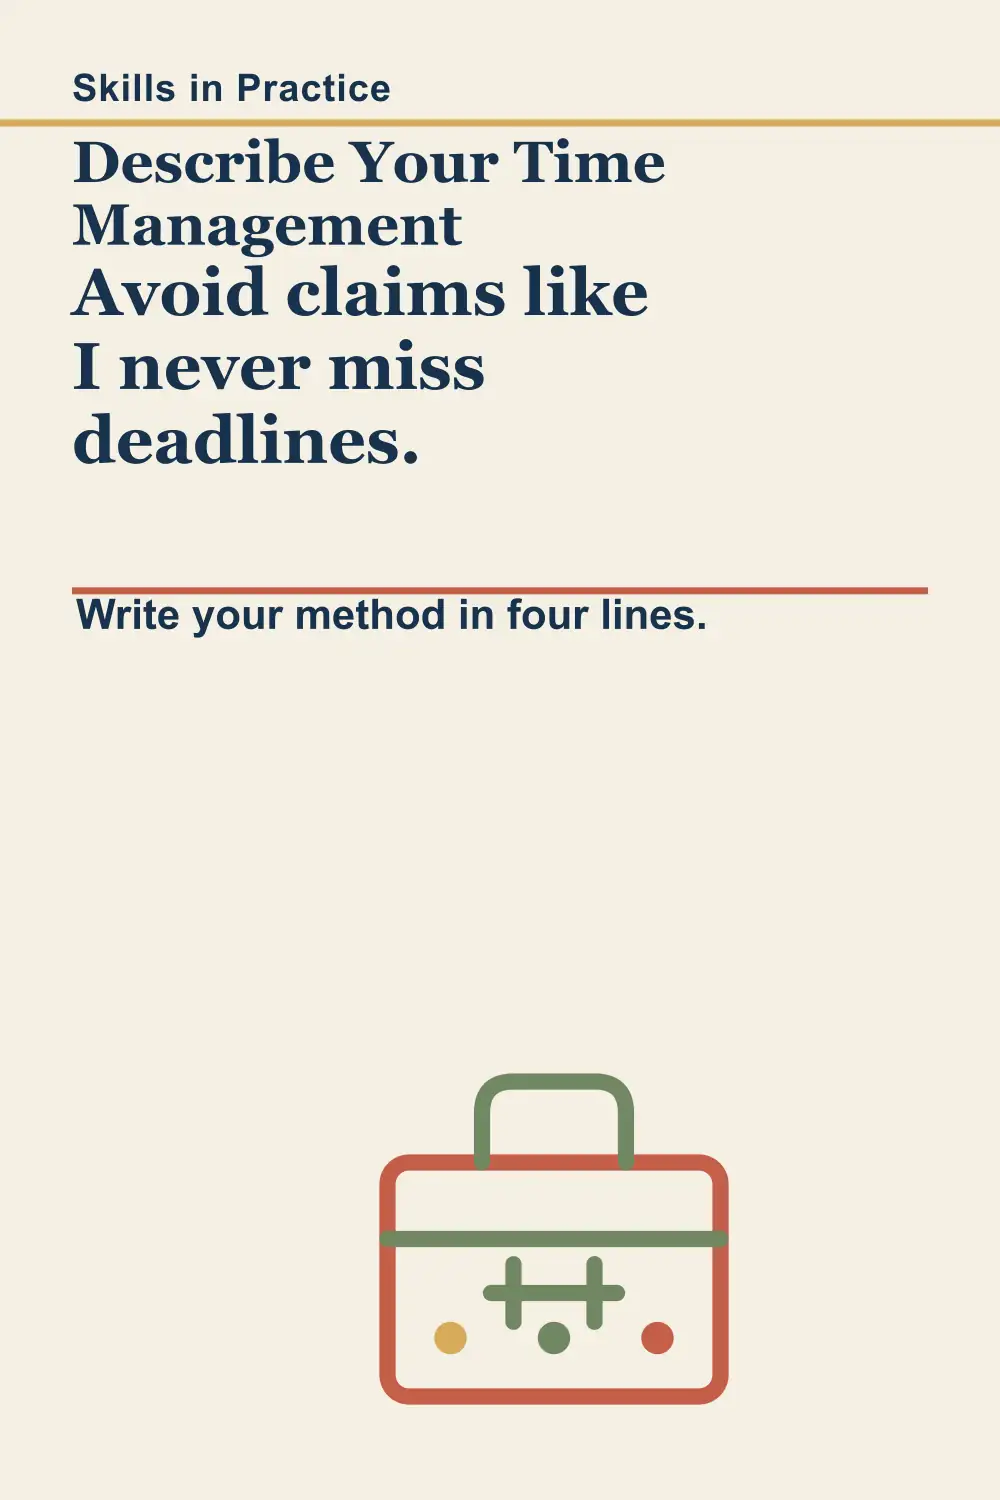 Skills in Practice
Describe Your Time
Management
Avoid claims like
I never miss
deadlines.
Write your method in four lines.